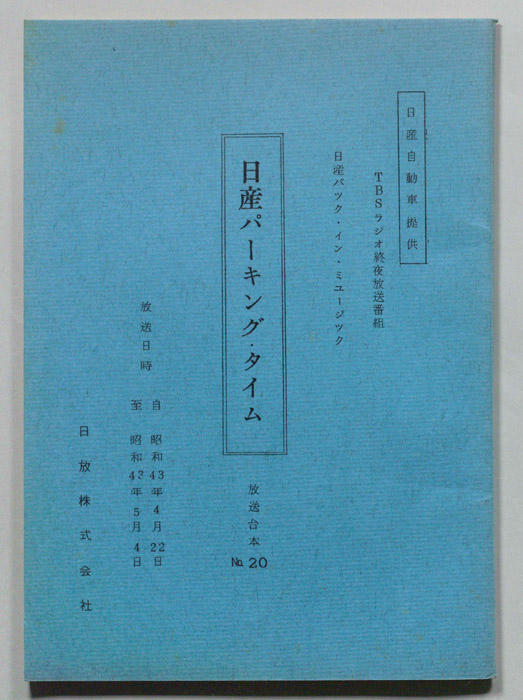 日産自動車提供
TBSラジオ終夜放送番組
日産パック・イン・ミュージック
日産パーキング・タイム
放送台本
No.20
放送日時
自 昭和43年4月22日
至 昭和43年5月4日
日放株式会社